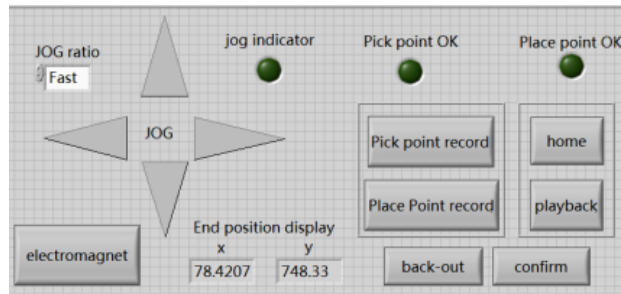 JOG ratio
Fast
jog indicator
Pick point OK
Place point OK
JOG
Pick point record
home
Place Point record
playback
End position display
x y
78.4207 748.33
electromagnet
back-out
confirm